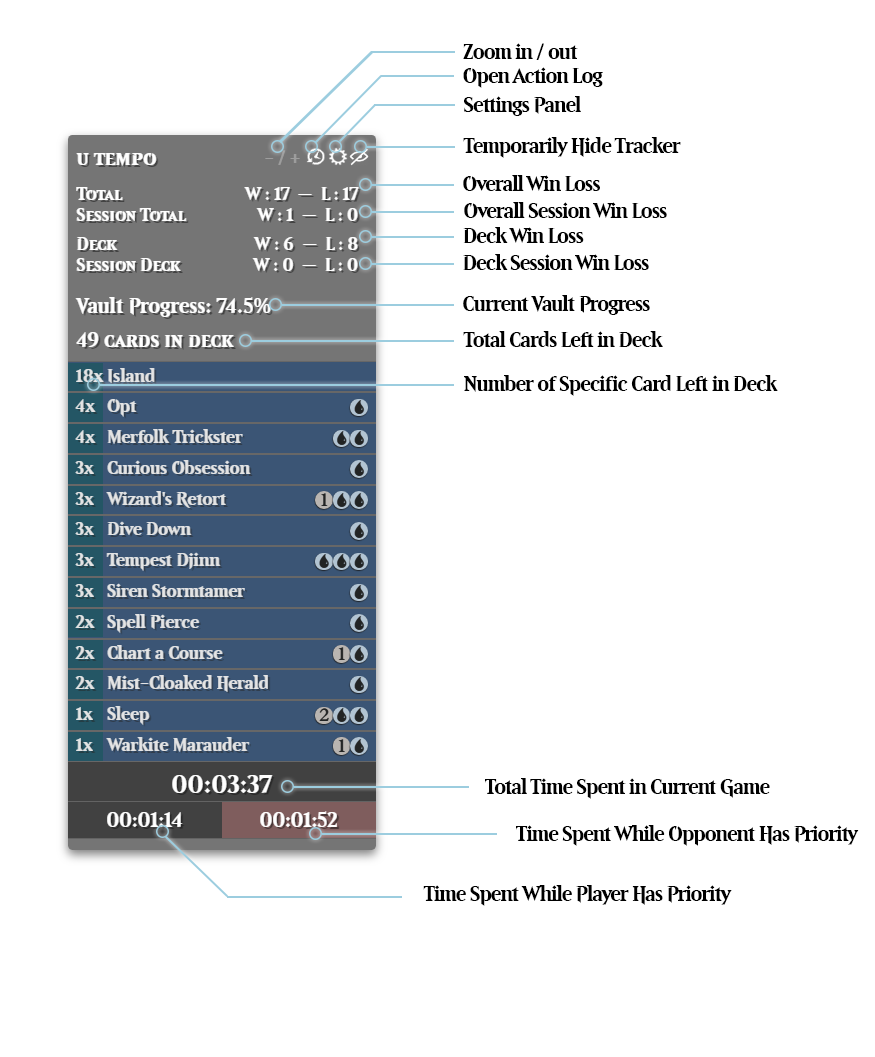 Zoom in / out
Open Action Log
Settings Panel
U TEMPO - / +
Temporarily Hide Tracker
Total W : 17 — L : 17
Overall Win Loss
Session Total W : 1 — L : 0
Overall Session Win Loss
Deck W : 6 — L : 8
Deck Win Loss
Session Deck W : 0 — L : 0
Deck Session Win Loss
Vault Progress: 74.5%
Current Vault Progress
49 CARDS IN DECK
Total Cards Left in Deck
18x Island
Number of Specific Card Left in Deck
4x Opt
4x Merfolk Trickster
3x Curious Obsession
3x Wizard's Retort 1
3x Dive Down
3x Tempest Djinn
3x Siren Stormtamer
2x Spell Pierce
2x Chart a Course 1
2x Mist-Cloaked Herald
1x Sleep 2
1x Warkite Marauder 1
00:03:37
Total Time Spent in Current Game
00:01:14 00:01:52
Time Spent While Opponent Has Priority
Time Spent While Player Has Priority